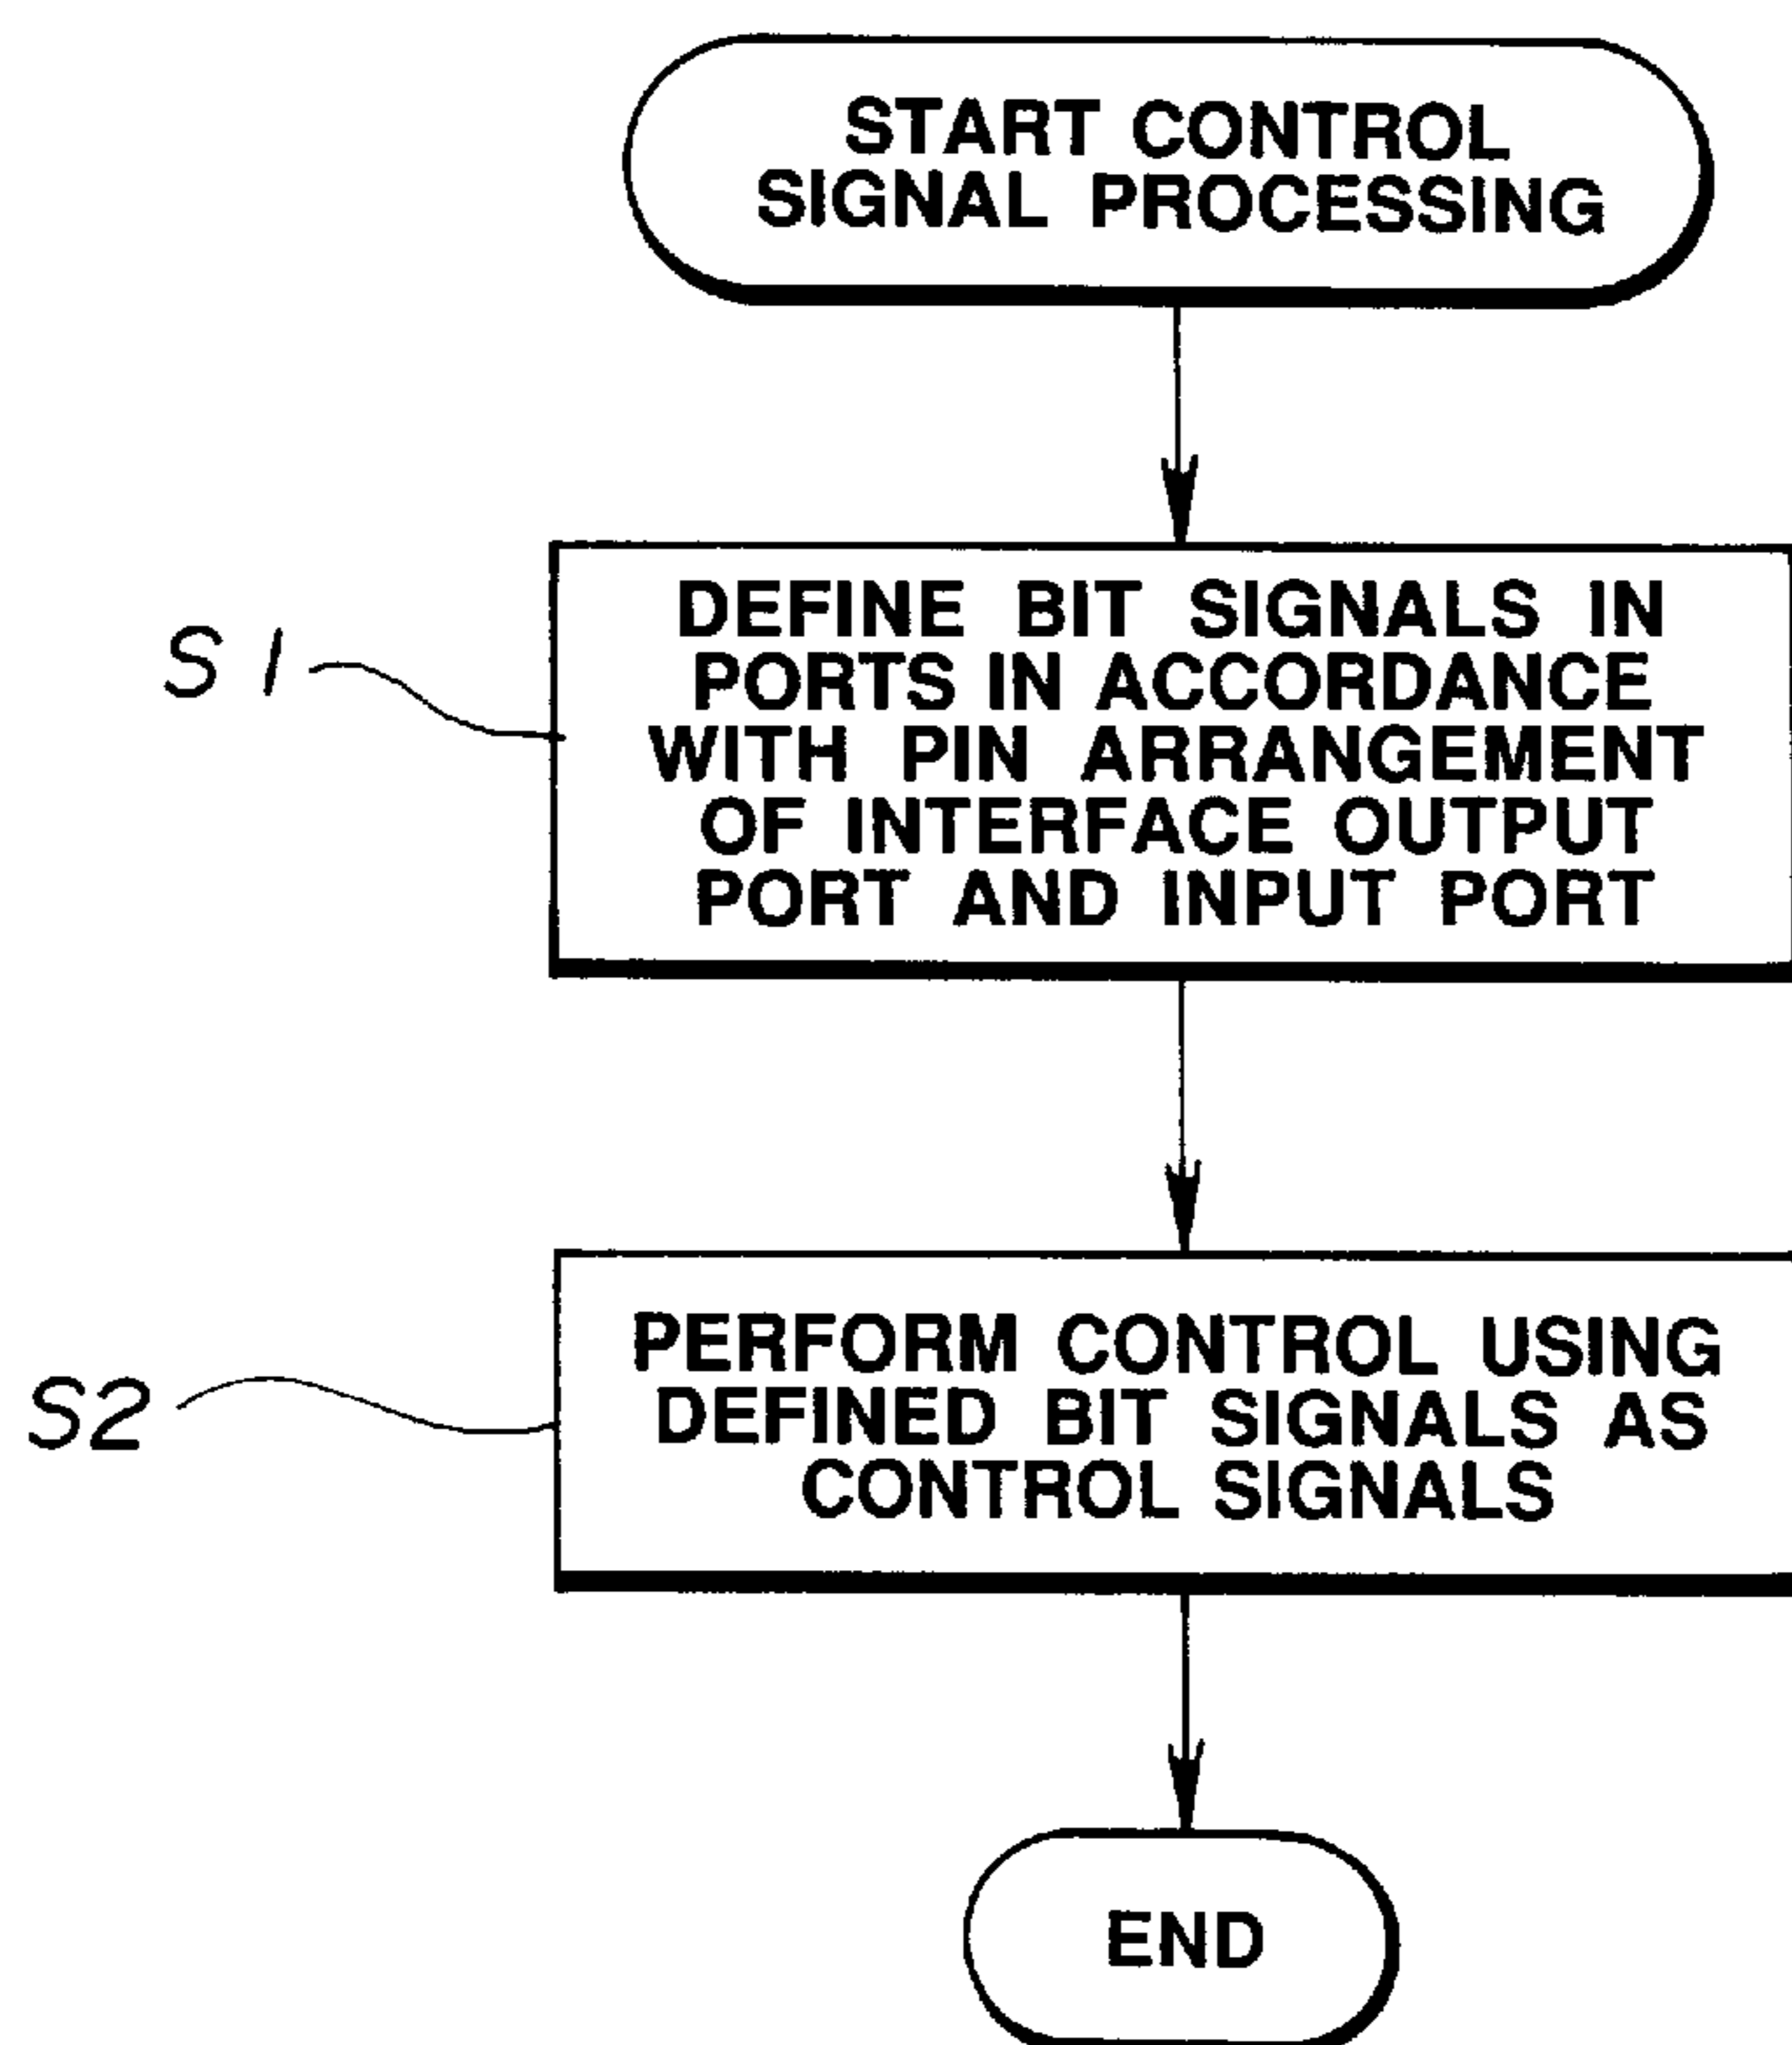 START CONTROL
SIGNAL PROCESSING
S1
DEFINE BIT SIGNALS IN
PORTS IN ACCORDANCE
WITH PIN ARRANGEMENT
OF INTERFACE OUTPUT
PORT AND INPUT PORT
S2
PERFORM CONTROL USING
DEFINED BIT SIGNALS AS
CONTROL SIGNALS
END